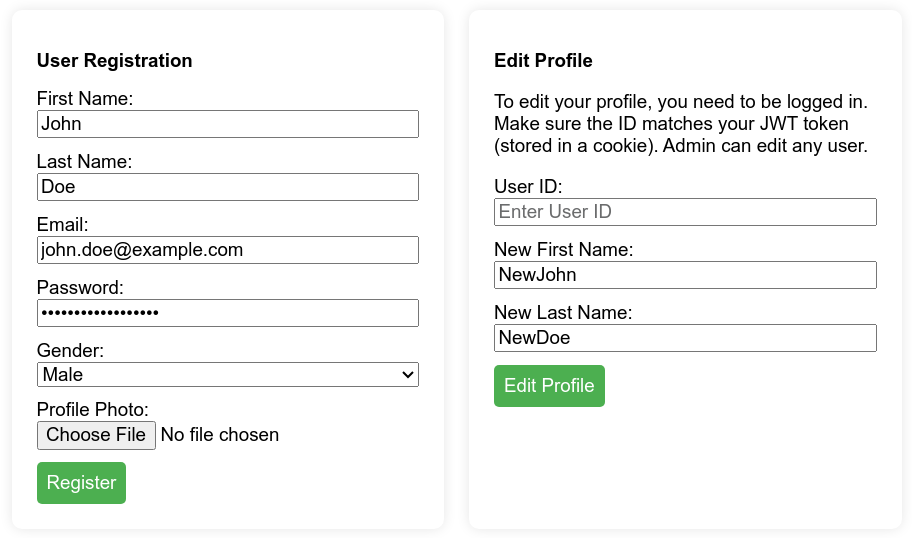 User Registration
First Name:
John
Last Name:
Doe
Email:
john.doe@example.com
Password:
••••••••••••••••••
Gender:
Male
Profile Photo:
Choose File No file chosen
Register
Edit Profile
To edit your profile, you need to be logged in.
Make sure the ID matches your JWT token
(stored in a cookie). Admin can edit any user.
User ID:
Enter User ID
New First Name:
NewJohn
New Last Name:
NewDoe
Edit Profile